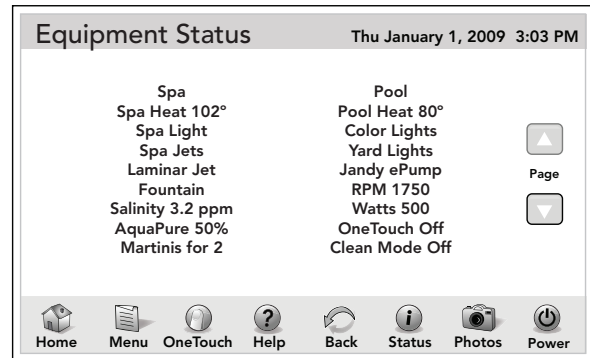 Equipment Status
Thu January 1, 2009 3:03 PM
Spa
Spa Heat 102º
Spa Light
Spa Jets
Laminar Jet
Fountain
Salinity 3.2 ppm
AquaPure 50%
Martinis for 2
Pool
Pool Heat 80º
Color Lights
Yard Lights
Jandy ePump
RPM 1750
Watts 500
OneTouch Off
Clean Mode Off
Page
Home
Menu
OneTouch
Help
Back
Status
Photos
Power